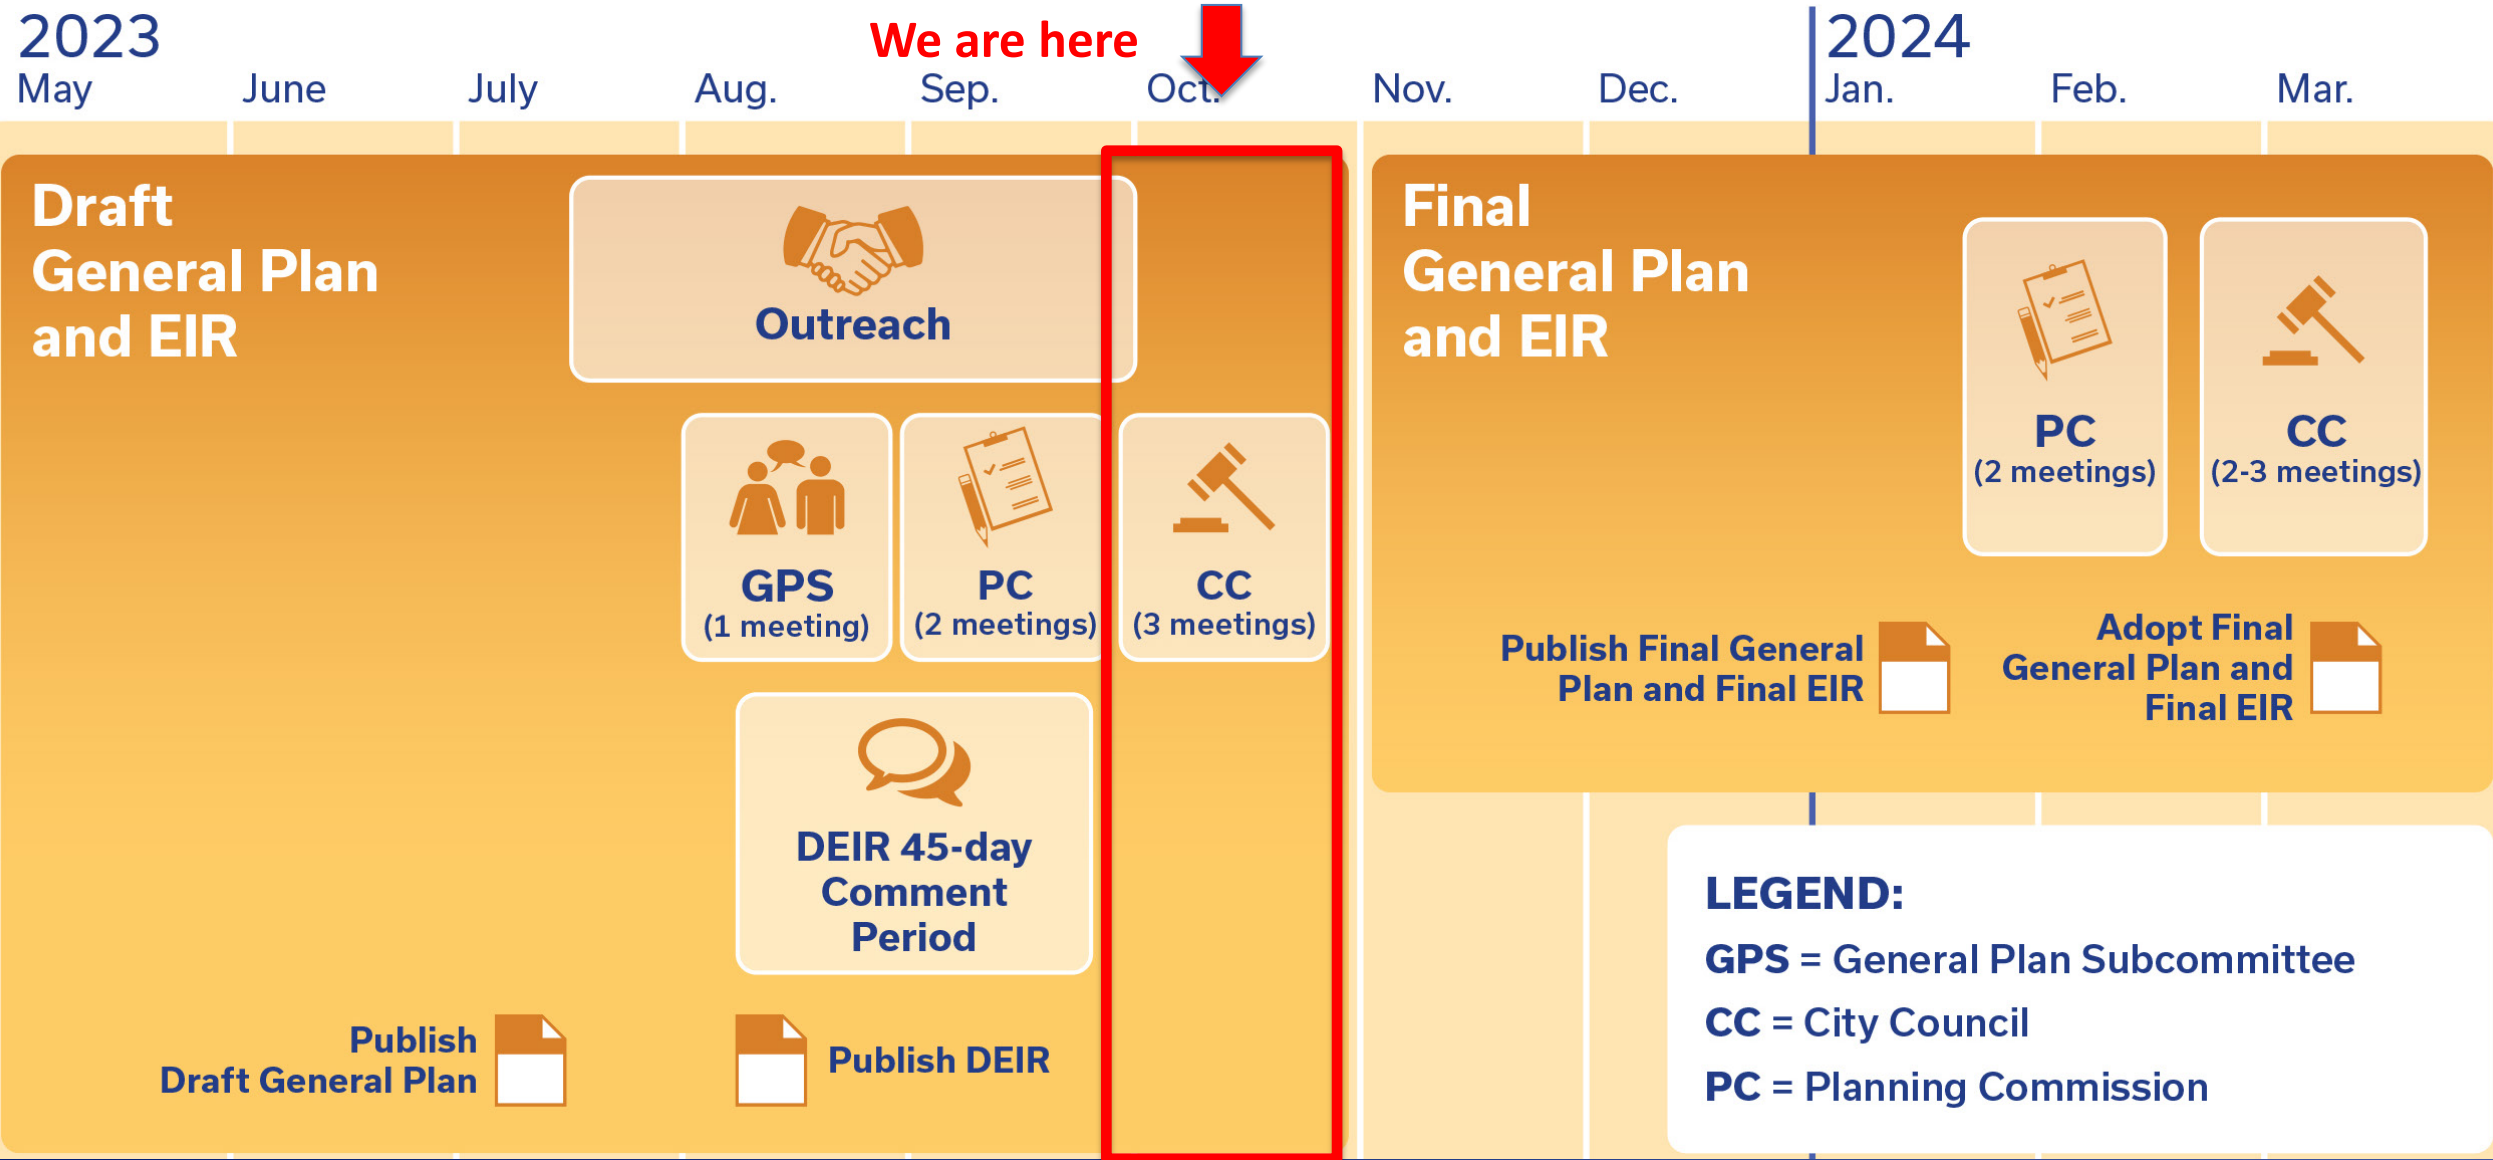 2023
We are here
2024
May
June
July
Aug.
Sep.
Oct.
Nov.
Dec.
Jan.
Feb.
Mar.
Draft
General Plan
and EIR
Outreach
GPS
(1 meeting)
PC
(2 meetings)
CC
(3 meetings)
DEIR 45-day
Comment
Period
Publish
Draft General Plan
Publish DEIR
Final
General Plan
and EIR
PC
(2 meetings)
CC
(2-3 meetings)
Publish Final General
Plan and Final EIR
Adopt Final
General Plan and
Final EIR
LEGEND:
GPS = General Plan Subcommittee
CC = City Council
PC = Planning Commission